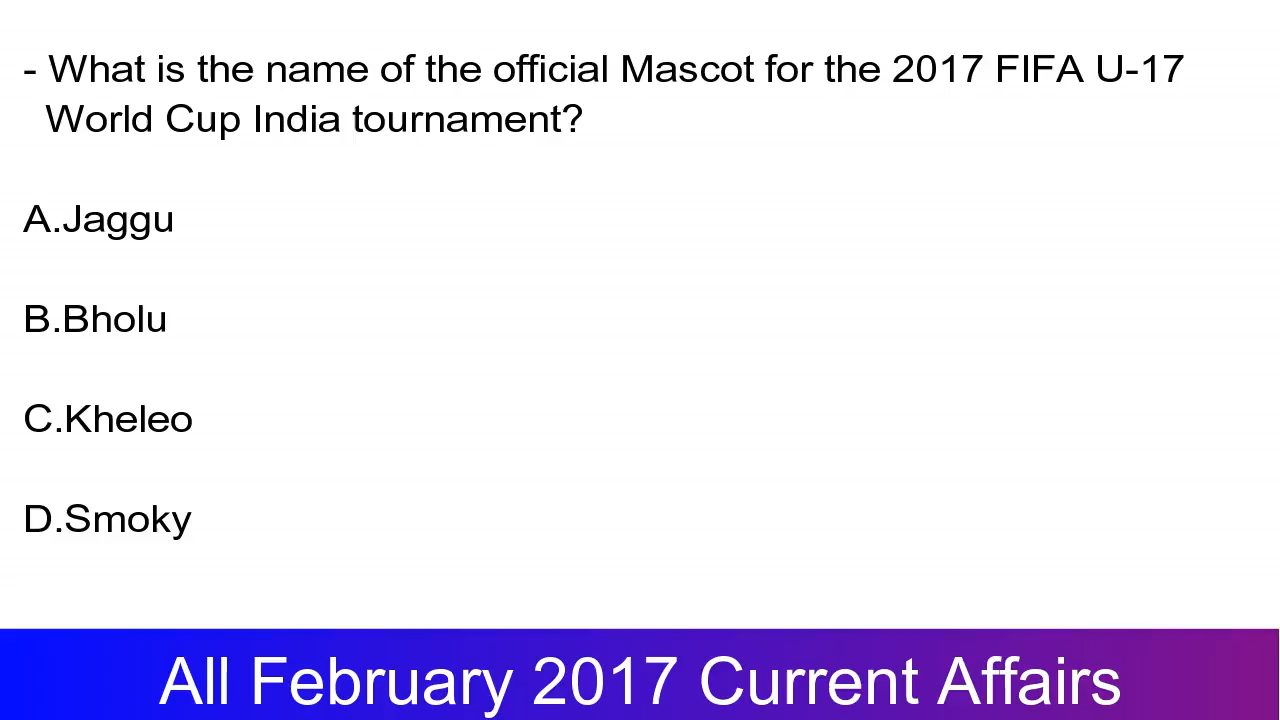 - What is the name of the official Mascot for the 2017 FIFA U-17
World Cup India tournament?
A.Jaggu
B.Bholu
C.Kheleo
D.Smoky
All February 2017 Current Affairs